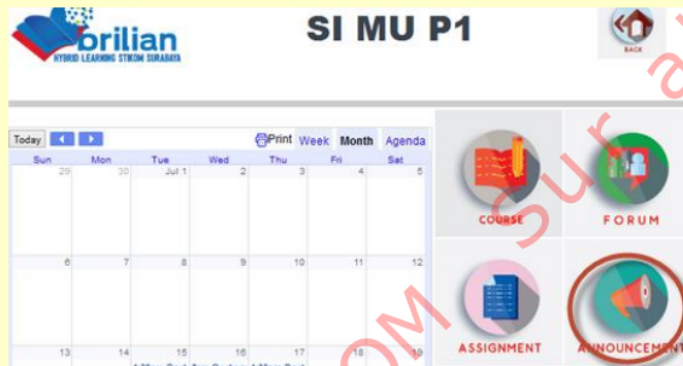 brilian
HYBRID LEARNING STIKOM SURABAYA
SI MU P1
BACK
Today
Print Week Month Agenda
Sun Mon Tue Wed Thu Fri Sat
29 30 Jul 1 2 3 4 5
6 7 8 9 10 11 12
13 14 15 16 17 18 19
COURSE
FORUM
ASSIGNMENT
ANNOUNCEMENT
OM Sur